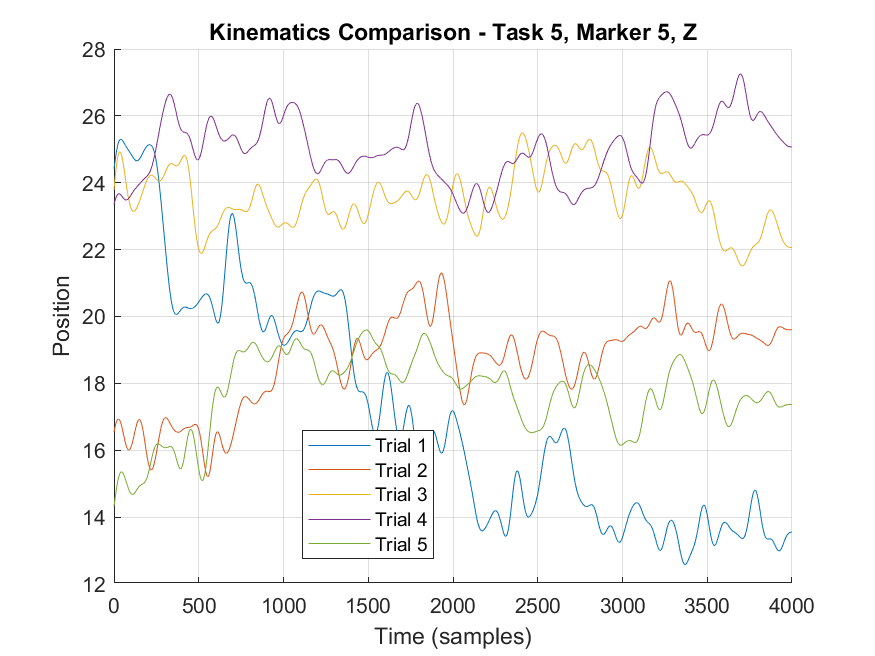 Kinematics Comparison - Task 5, Marker 5, Z
28
26
24
22
20
18
16
14
12
Position
Trial 1
Trial 2
Trial 3
Trial 4
Trial 5
0 500 1000 1500 2000 2500 3000 3500 4000
Time (samples)